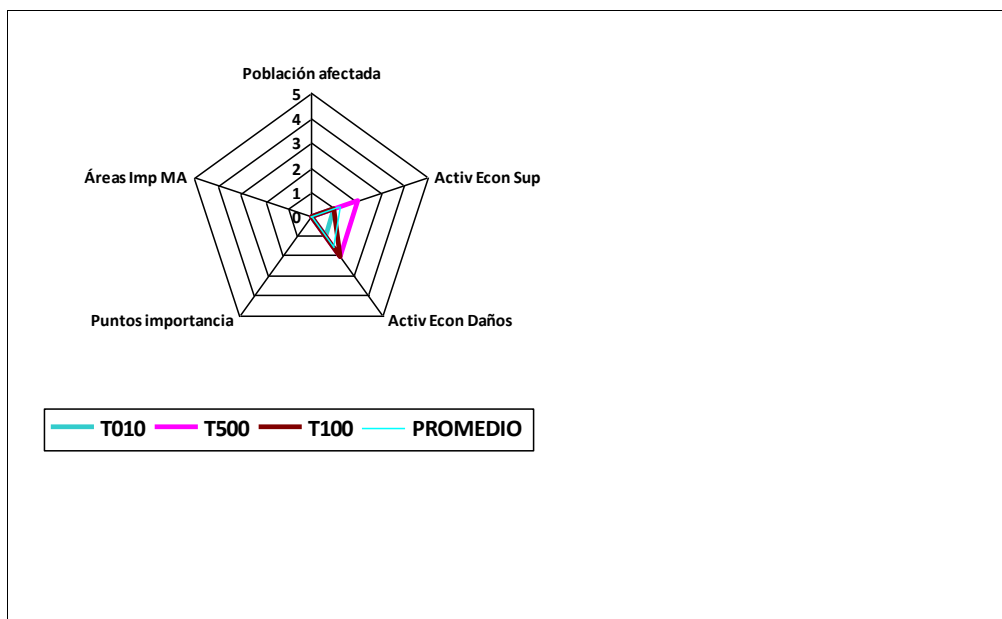 Población afectada
5
4
3
2
1
0
Áreas Imp MA
Activ Econ Sup
Puntos importancia
Activ Econ Daños
T010 T500 T100 PROMEDIO